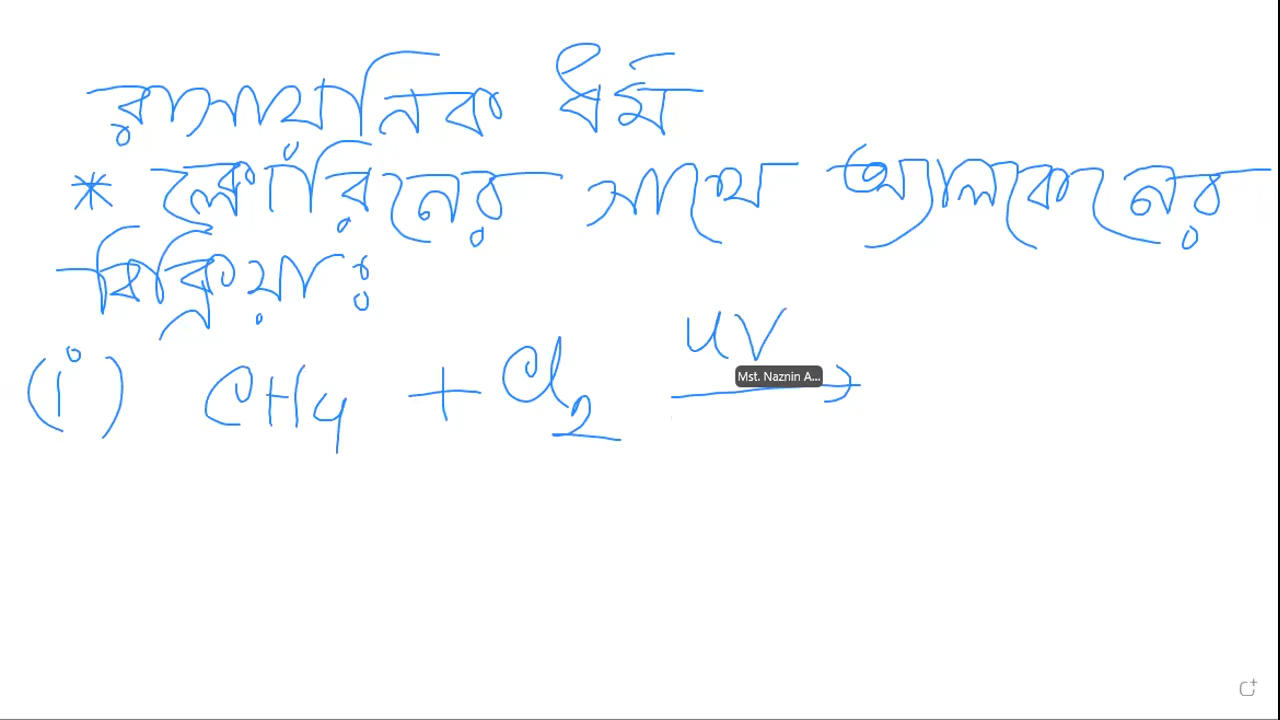 রাসায়নিক ধর্ম
* ক্লোরিনের সাথে অ্যালকেনের
বিক্রিয়াঃ
(i) CH4 + Cl2 UV →
Mst. Naznin A...